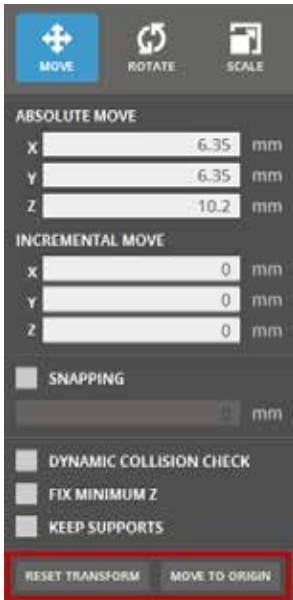 MOVE ROTATE SCALE
ABSOLUTE MOVE
X 6.35 mm
Y 6.35 mm
Z 10.2 mm
INCREMENTAL MOVE
X 0 mm
Y 0 mm
Z 0 mm
SNAPPING
0 mm
DYNAMIC COLLISION CHECK
FIX MINIMUM Z
KEEP SUPPORTS
RESET TRANSFORM MOVE TO ORIGIN